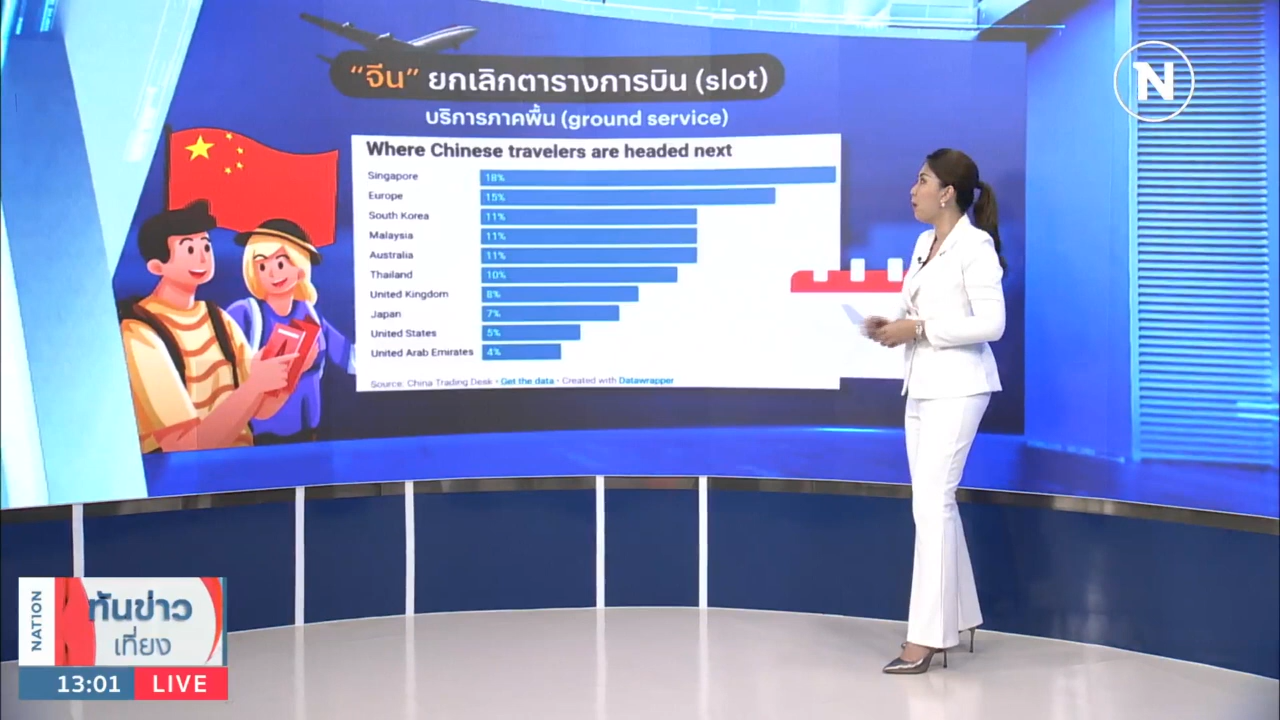 "จีน" ยกเลิกตารางการบิน (slot)
บริการภาคพื้น (ground service)
Where Chinese travelers are headed next
Singapore 18%
Europe 15%
South Korea 11%
Malaysia 11%
Australia 11%
Thailand 10%
United Kingdom 8%
Japan 7%
United States 5%
United Arab Emirates 4%
Source: China Trading Desk • Get the data • Created with Datawrapper
N
NATION
ทันข่าว
เที่ยง
13:01 LIVE